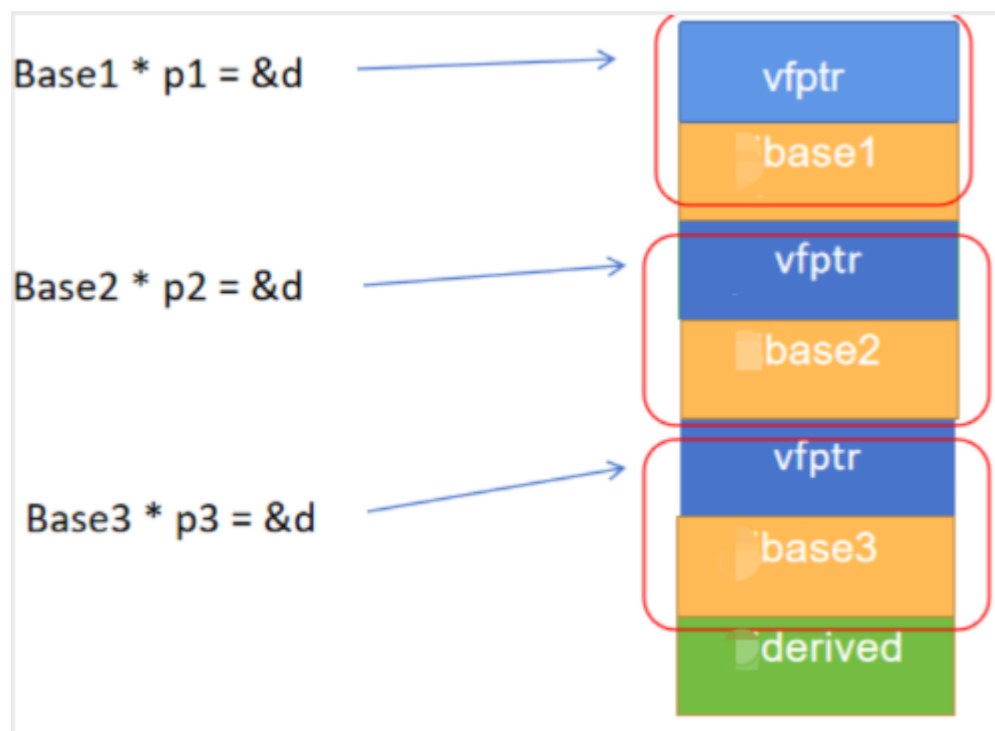 Base1 * p1 = &d
vfptr
base1
Base2 * p2 = &d
vfptr
base2
vfptr
Base3 * p3 = &d
base3
derived